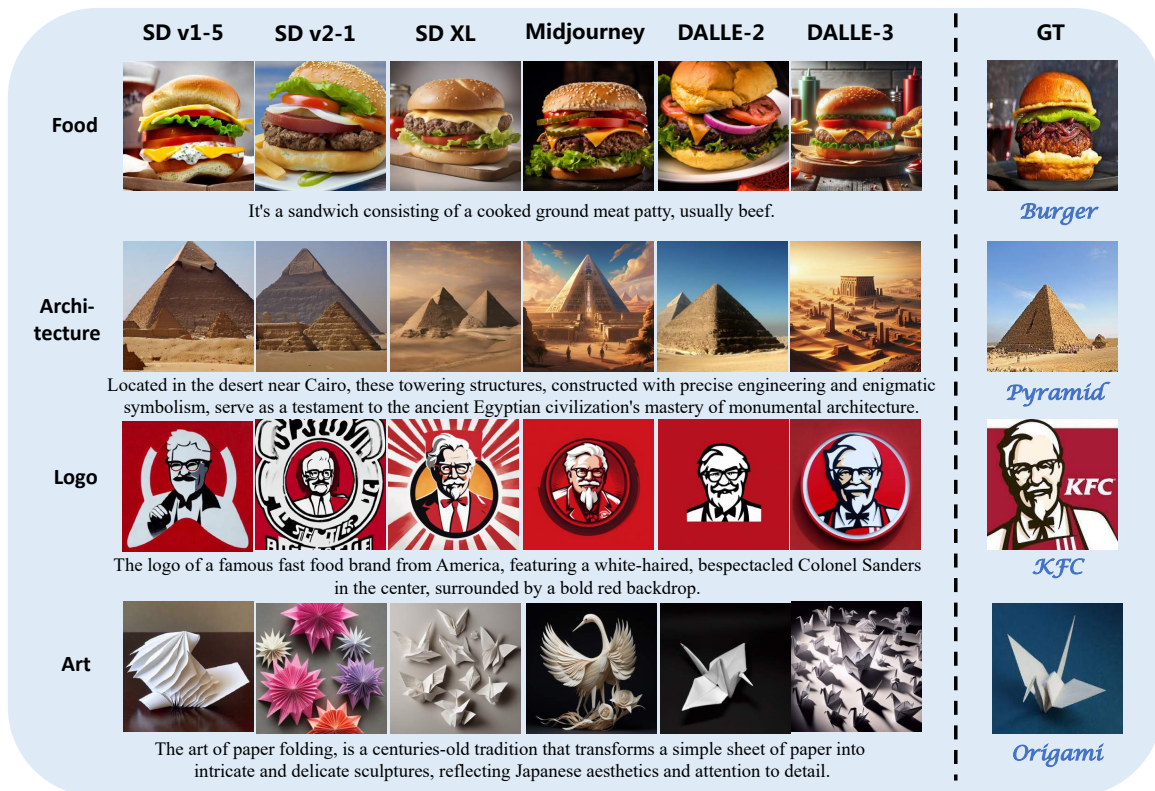 SD v1-5 SD v2-1 SD XL Midjourney DALLE-2 DALLE-3 GT
Food
It's a sandwich consisting of a cooked ground meat patty, usually beef.
Burger
Archi-
tecture
Located in the desert near Cairo, these towering structures, constructed with precise engineering and enigmatic
symbolism, serve as a testament to the ancient Egyptian civilization's mastery of monumental architecture.
Pyramid
Logo
KFC
The logo of a famous fast food brand from America, featuring a white-haired, bespectacled Colonel Sanders
in the center, surrounded by a bold red backdrop.
KFC
Art
The art of paper folding, is a centuries-old tradition that transforms a simple sheet of paper into
intricate and delicate sculptures, reflecting Japanese aesthetics and attention to detail.
Origami